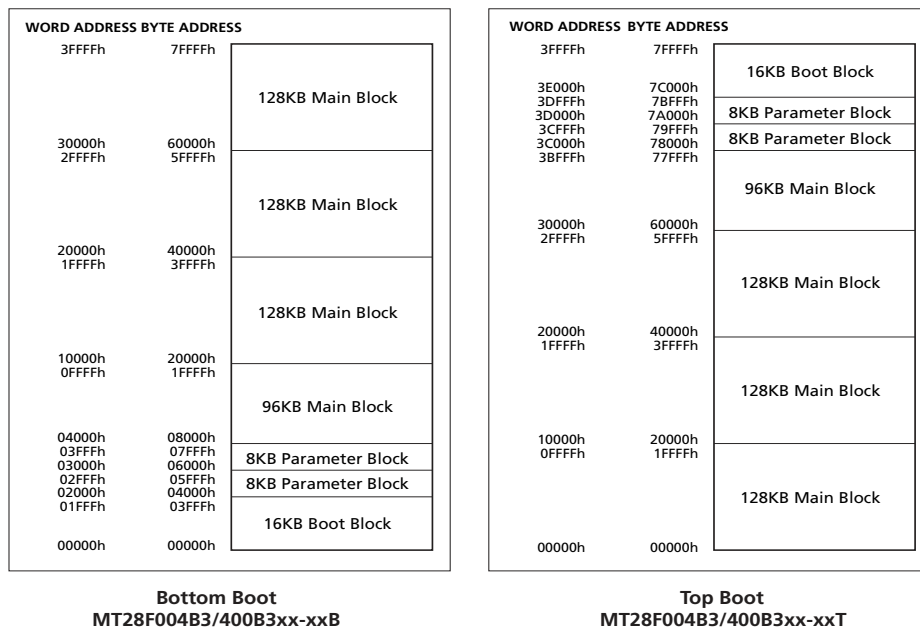 WORD ADDRESS BYTE ADDRESS
3FFFFh 7FFFFh
128KB Main Block
30000h 60000h
2FFFFh 5FFFFh
128KB Main Block
20000h 40000h
1FFFFh 3FFFFh
128KB Main Block
10000h 20000h
0FFFFh 1FFFFh
96KB Main Block
04000h 08000h
03FFFh 07FFFh
8KB Parameter Block
03000h 06000h
02FFFh 05FFFh
8KB Parameter Block
02000h 04000h
01FFFh 03FFFh
16KB Boot Block
00000h 00000h
Bottom Boot
MT28F004B3/400B3xx-xxB
WORD ADDRESS BYTE ADDRESS
3FFFFh 7FFFFh
16KB Boot Block
3E000h 7C000h
3DFFFh 7BFFFh
8KB Parameter Block
3D000h 7A000h
3CFFFh 79FFFh
8KB Parameter Block
3C000h 78000h
3BFFFh 77FFFh
96KB Main Block
30000h 60000h
2FFFFh 5FFFFh
128KB Main Block
20000h 40000h
1FFFFh 3FFFFh
128KB Main Block
10000h 20000h
0FFFFh 1FFFFh
128KB Main Block
00000h 00000h
Top Boot
MT28F004B3/400B3xx-xxT